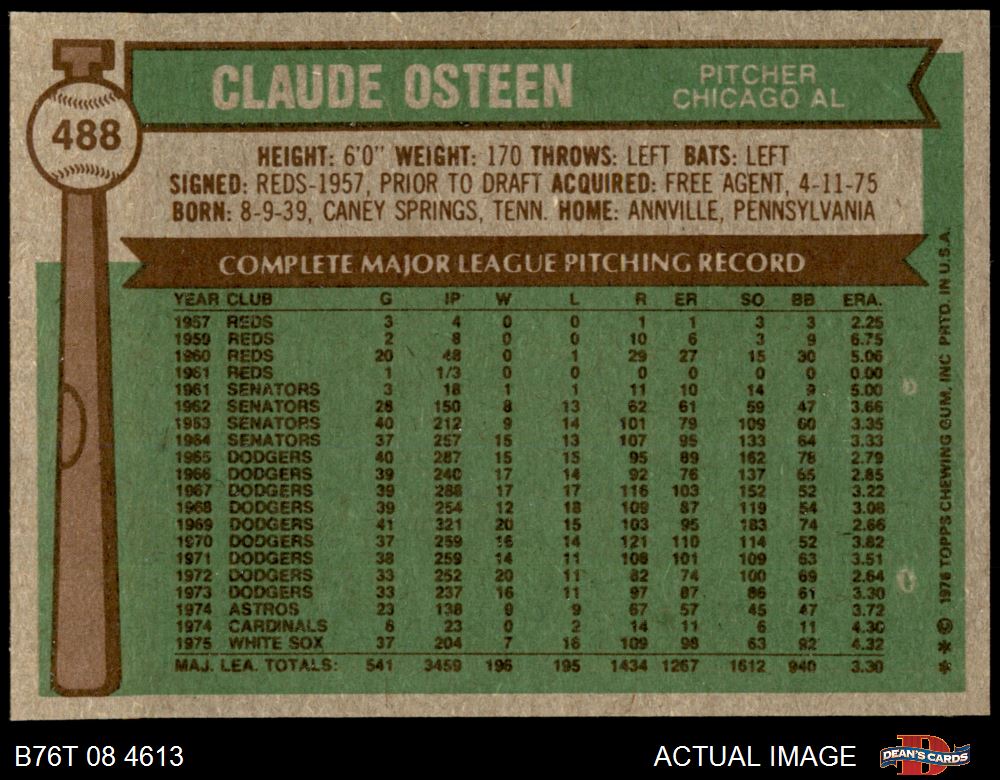 CLAUDE OSTEEN
PITCHER
CHICAGO AL
488
HEIGHT: 6'0" WEIGHT: 170 THROWS: LEFT BATS: LEFT
SIGNED: REDS-1957, PRIOR TO DRAFT ACQUIRED: FREE AGENT, 4-11-75
BORN: 8-9-39, CANEY SPRINGS, TENN. HOME: ANNVILLE, PENNSYLVANIA
COMPLETE MAJOR LEAGUE PITCHING RECORD
YEAR CLUB G IP W L R ER SO BB ERA.
1957 REDS 3 4 0 0 1 1 3 3 2.25
1959 REDS 2 8 0 0 10 6 3 9 6.75
1960 REDS 20 48 0 1 29 27 15 30 5.06
1961 REDS 1 1/3 0 0 0 0 0 0 0.00
1961 SENATORS 3 18 1 1 11 10 14 9 5.00
1962 SENATORS 28 150 8 13 62 61 59 47 3.66
1963 SENATORS 40 212 9 14 101 79 109 60 3.35
1964 SENATORS 37 257 15 13 107 95 133 64 3.33
1965 DODGERS 40 287 15 15 95 89 162 78 2.79
1966 DODGERS 39 240 17 14 92 76 137 65 2.85
1967 DODGERS 39 288 17 17 116 103 152 52 3.22
1968 DODGERS 39 254 12 18 109 87 119 54 3.08
1969 DODGERS 41 321 20 15 103 95 183 74 2.66
1970 DODGERS 37 259 16 14 121 110 114 52 3.82
1971 DODGERS 38 259 14 11 108 101 109 63 3.51
1972 DODGERS 33 252 20 11 82 74 100 69 2.64
1973 DODGERS 33 237 16 11 97 87 86 61 3.30
1974 ASTROS 23 138 9 9 67 57 45 47 3.72
1974 CARDINALS 8 23 0 2 14 11 6 11 4.30
1975 WHITE SOX 37 204 7 16 109 98 63 92 4.32
MAJ. LEA. TOTALS: 541 3459 196 195 1434 1267 1612 940 3.30
* * © 1976 TOPPS CHEWING GUM, INC PRTD. IN U.S.A.
B76T 08 4613
ACTUAL IMAGE
DEAN'S CARDS